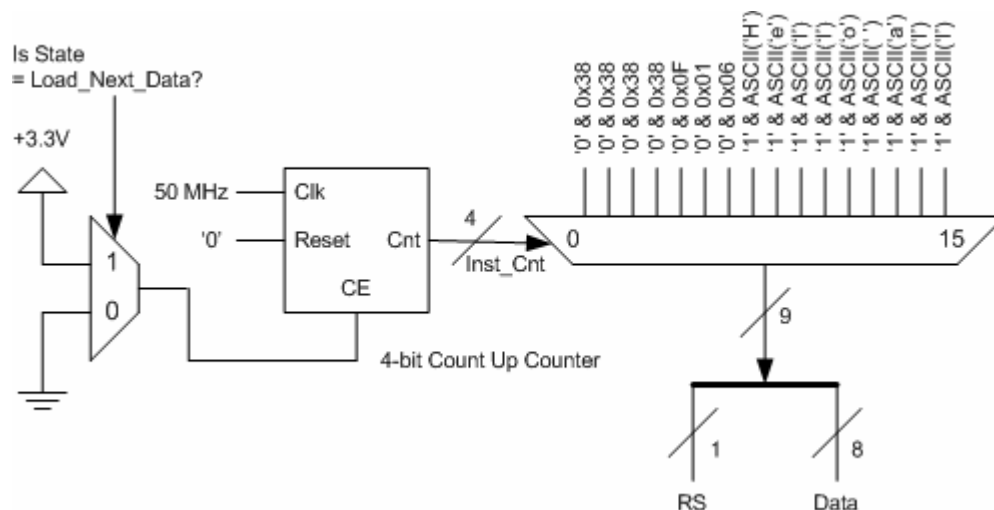 Is State
= Load_Next_Data?
+3.3V
1
0
50 MHz
Clk
'0'
Reset
Cnt
CE
4
Inst_Cnt
4-bit Count Up Counter
'0' & 0x38
'0' & 0x38
'0' & 0x38
'0' & 0x38
'0' & 0x0F
'0' & 0x01
'0' & 0x06
'1' & ASCII('H')
'1' & ASCII('e')
'1' & ASCII('l')
'1' & ASCII('l')
'1' & ASCII('o')
'1' & ASCII(' ')
'1' & ASCII('a')
'1' & ASCII('l')
'1' & ASCII('l')
0
15
9
1
8
RS
Data